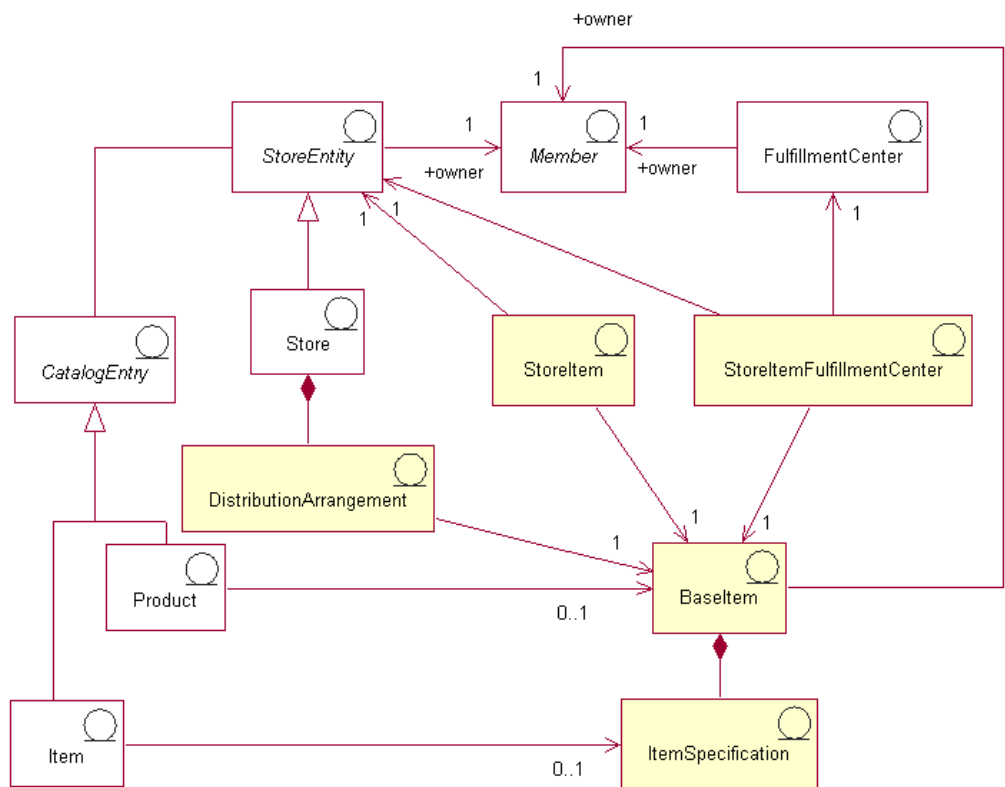 +owner
1
1
1
StoreEntity
Member
FulfillmentCenter
+owner
+owner
1
1
1
Store
StoreItem
StoreItemFulfillmentCenter
CatalogEntry
DistributionArrangement
1
1
1
Product
BaseItem
0..1
Item
ItemSpecification
0..1